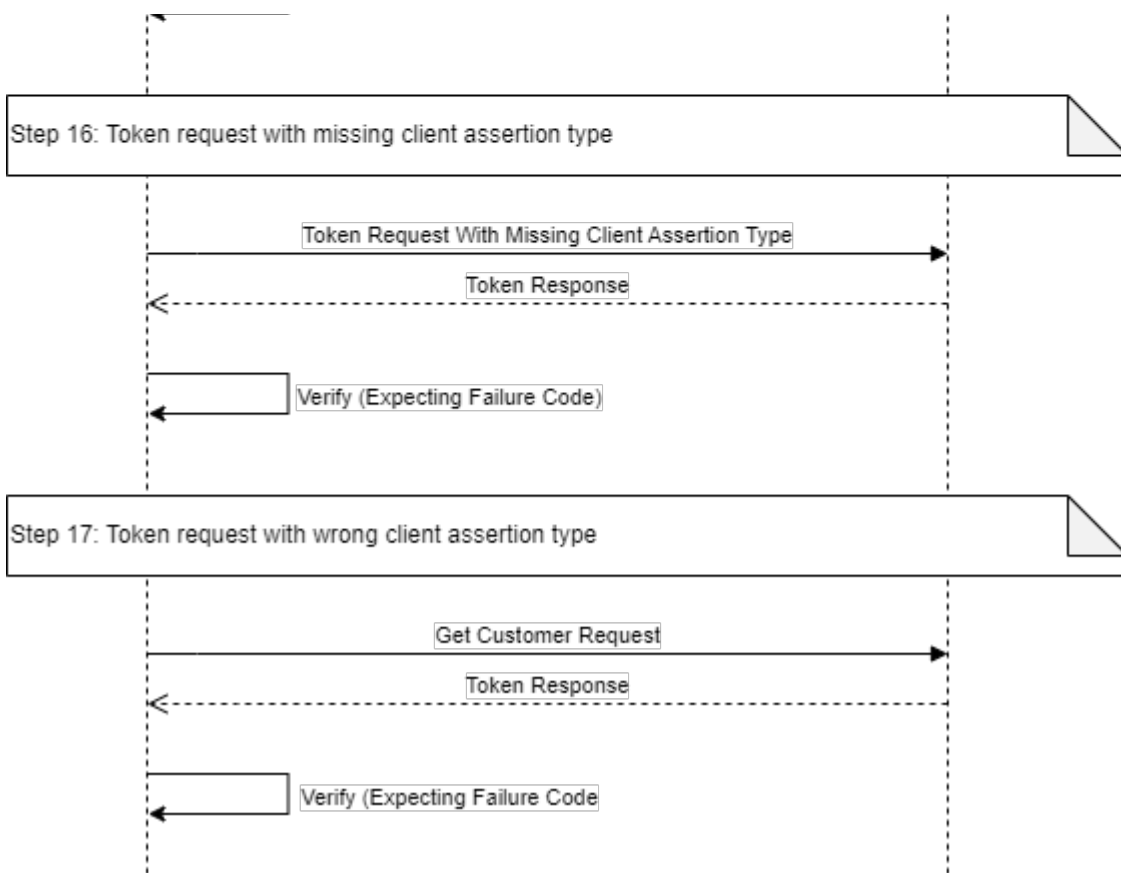 Step 16: Token request with missing client assertion type
Token Request With Missing Client Assertion Type
Token Response
Verify (Expecting Failure Code)
Step 17: Token request with wrong client assertion type
Get Customer Request
Token Response
Verify (Expecting Failure Code